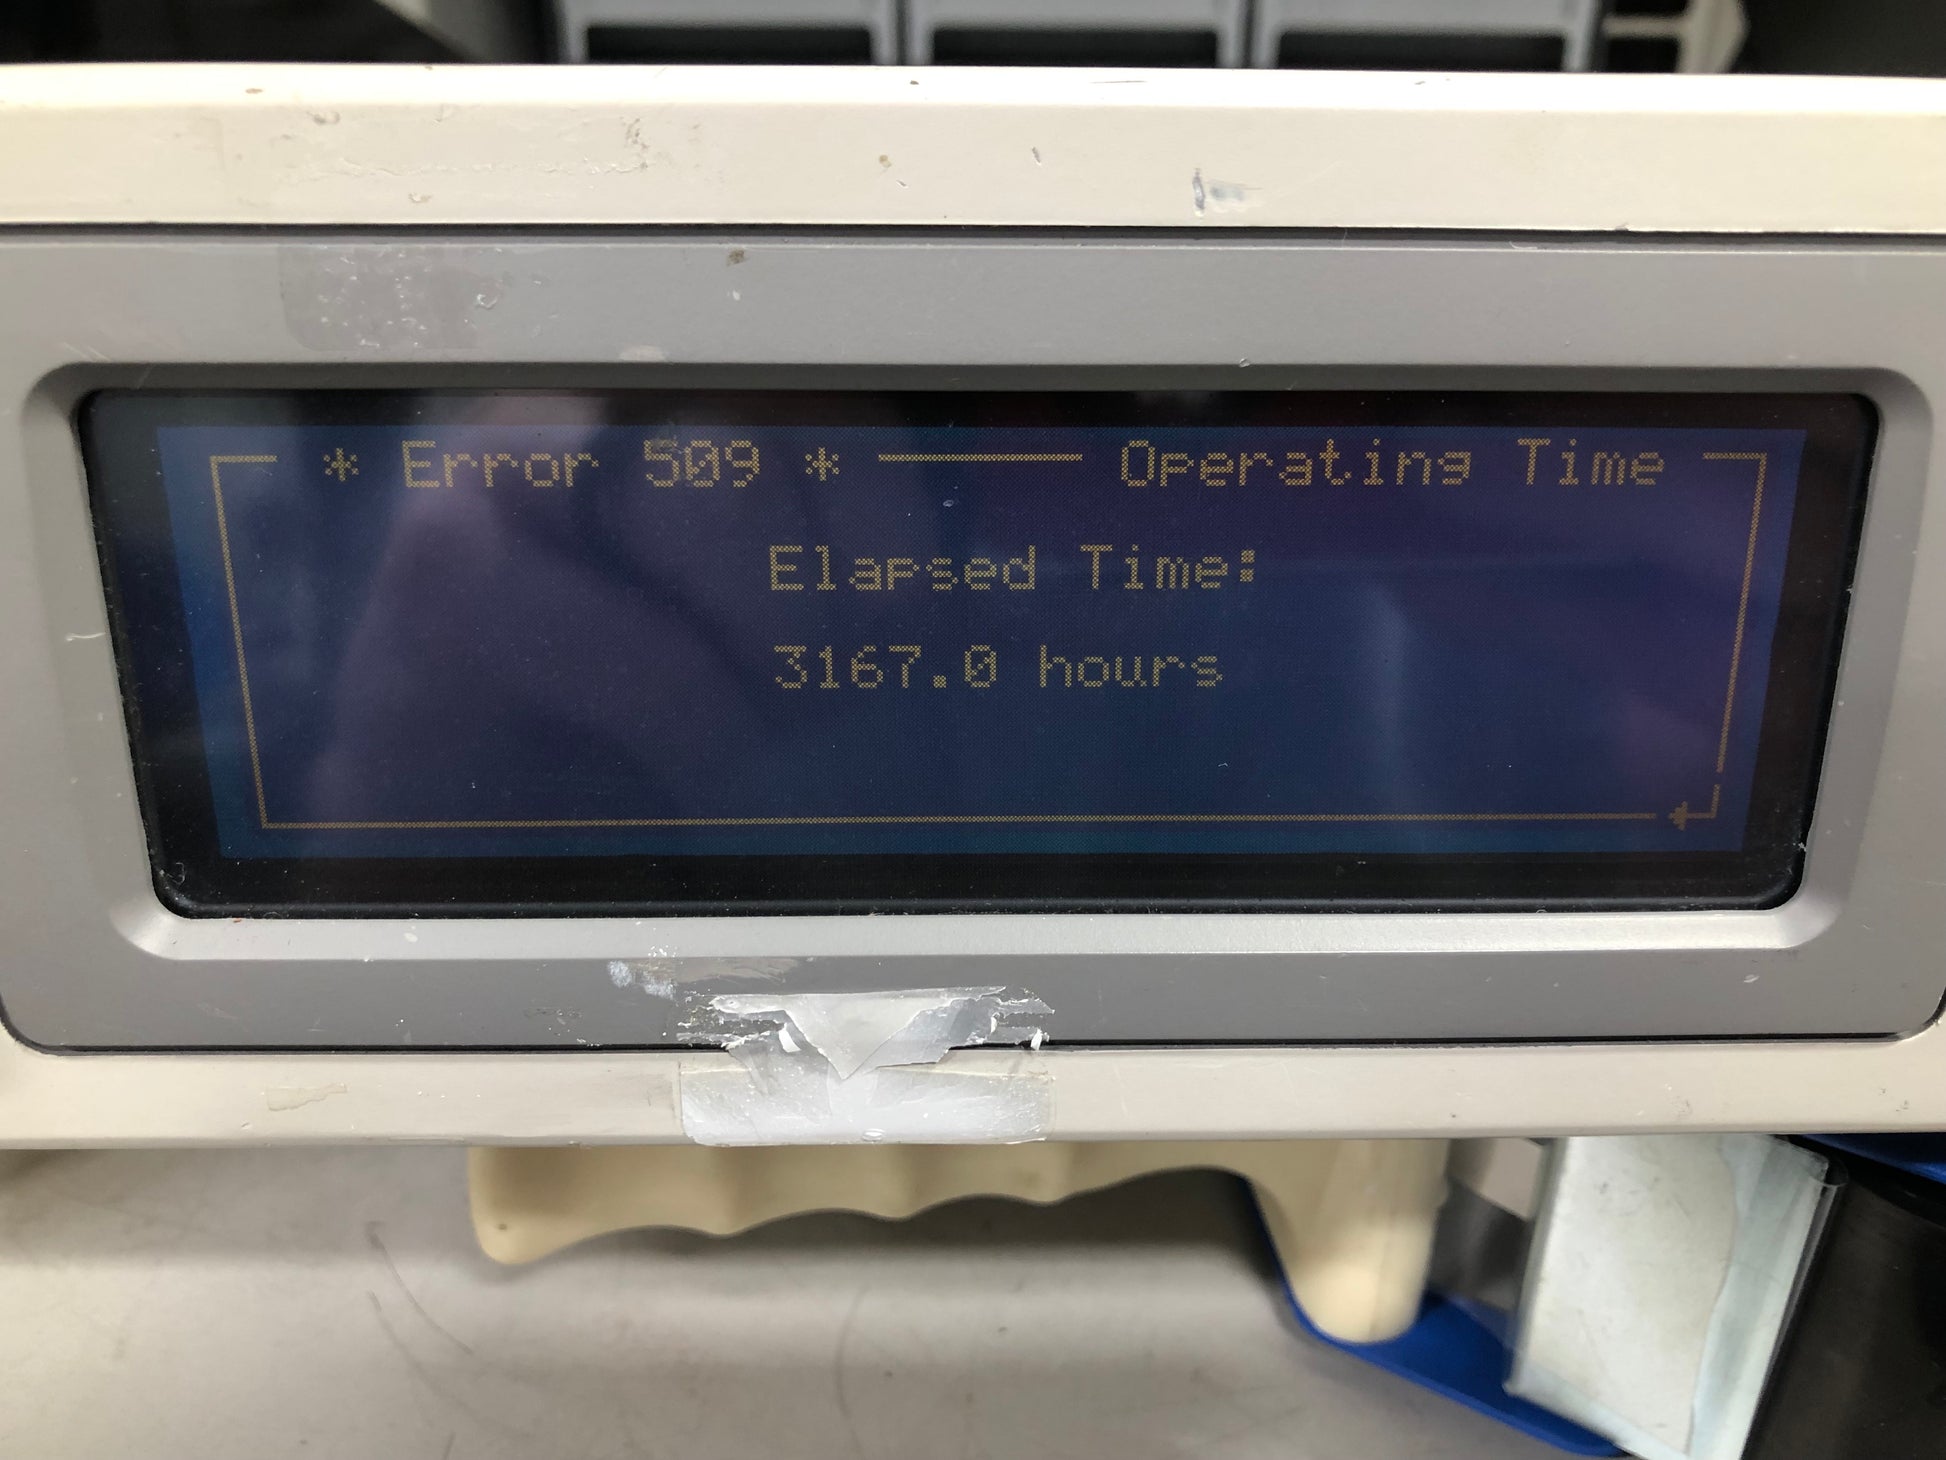 * Error 509 * Operating Time
Elapsed Time:
3167.0 hours